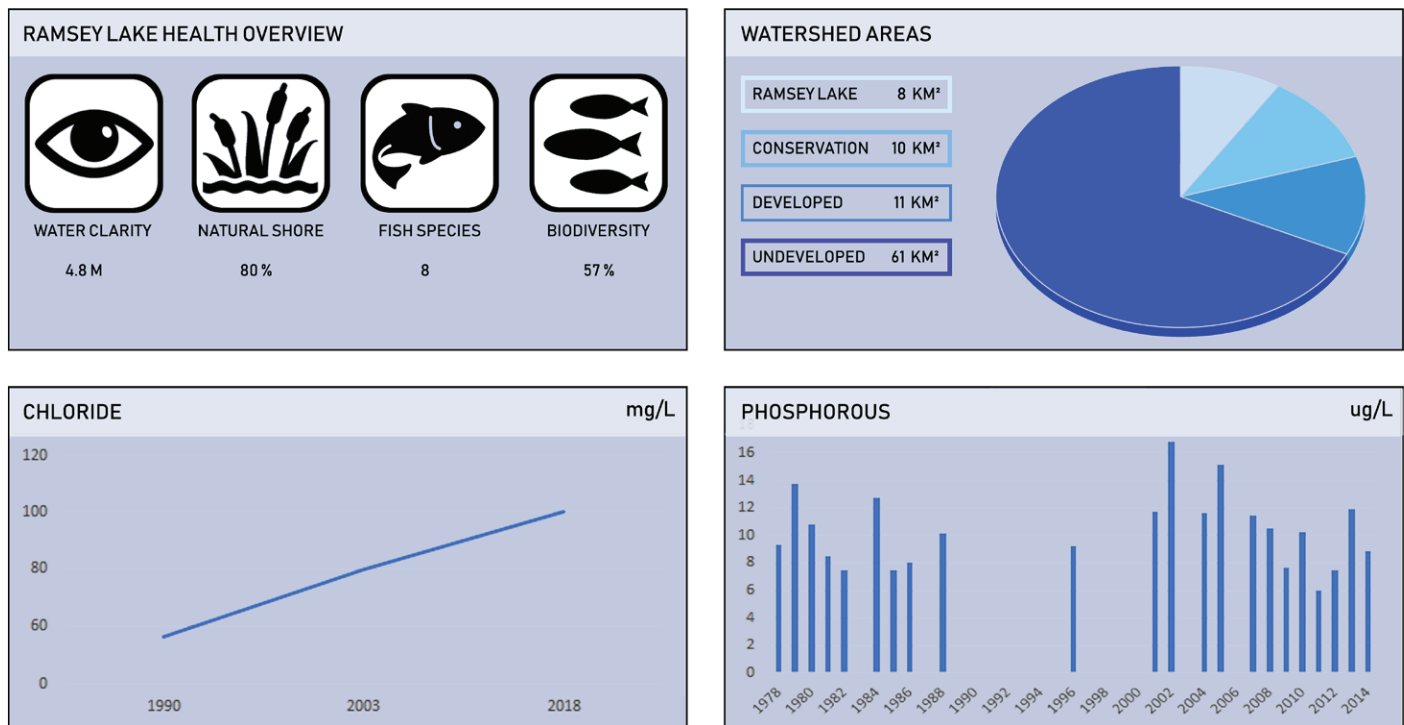 RAMSEY LAKE HEALTH OVERVIEW
WATER CLARITY NATURAL SHORE FISH SPECIES BIODIVERSITY
4.8 M 80 % 8 57 %
WATERSHED AREAS
RAMSEY LAKE 8 KM²
CONSERVATION 10 KM²
DEVELOPED 11 KM²
UNDEVELOPED 61 KM²
CHLORIDE mg/L
120
100
80
60
0
1990 2003 2018
PHOSPHOROUS ug/L
18
16
14
12
10
8
6
4
2
0
1978 1980 1982 1984 1986 1988 1990 1992 1994 1996 1998 2000 2002 2004 2006 2008 2010 2012 2014